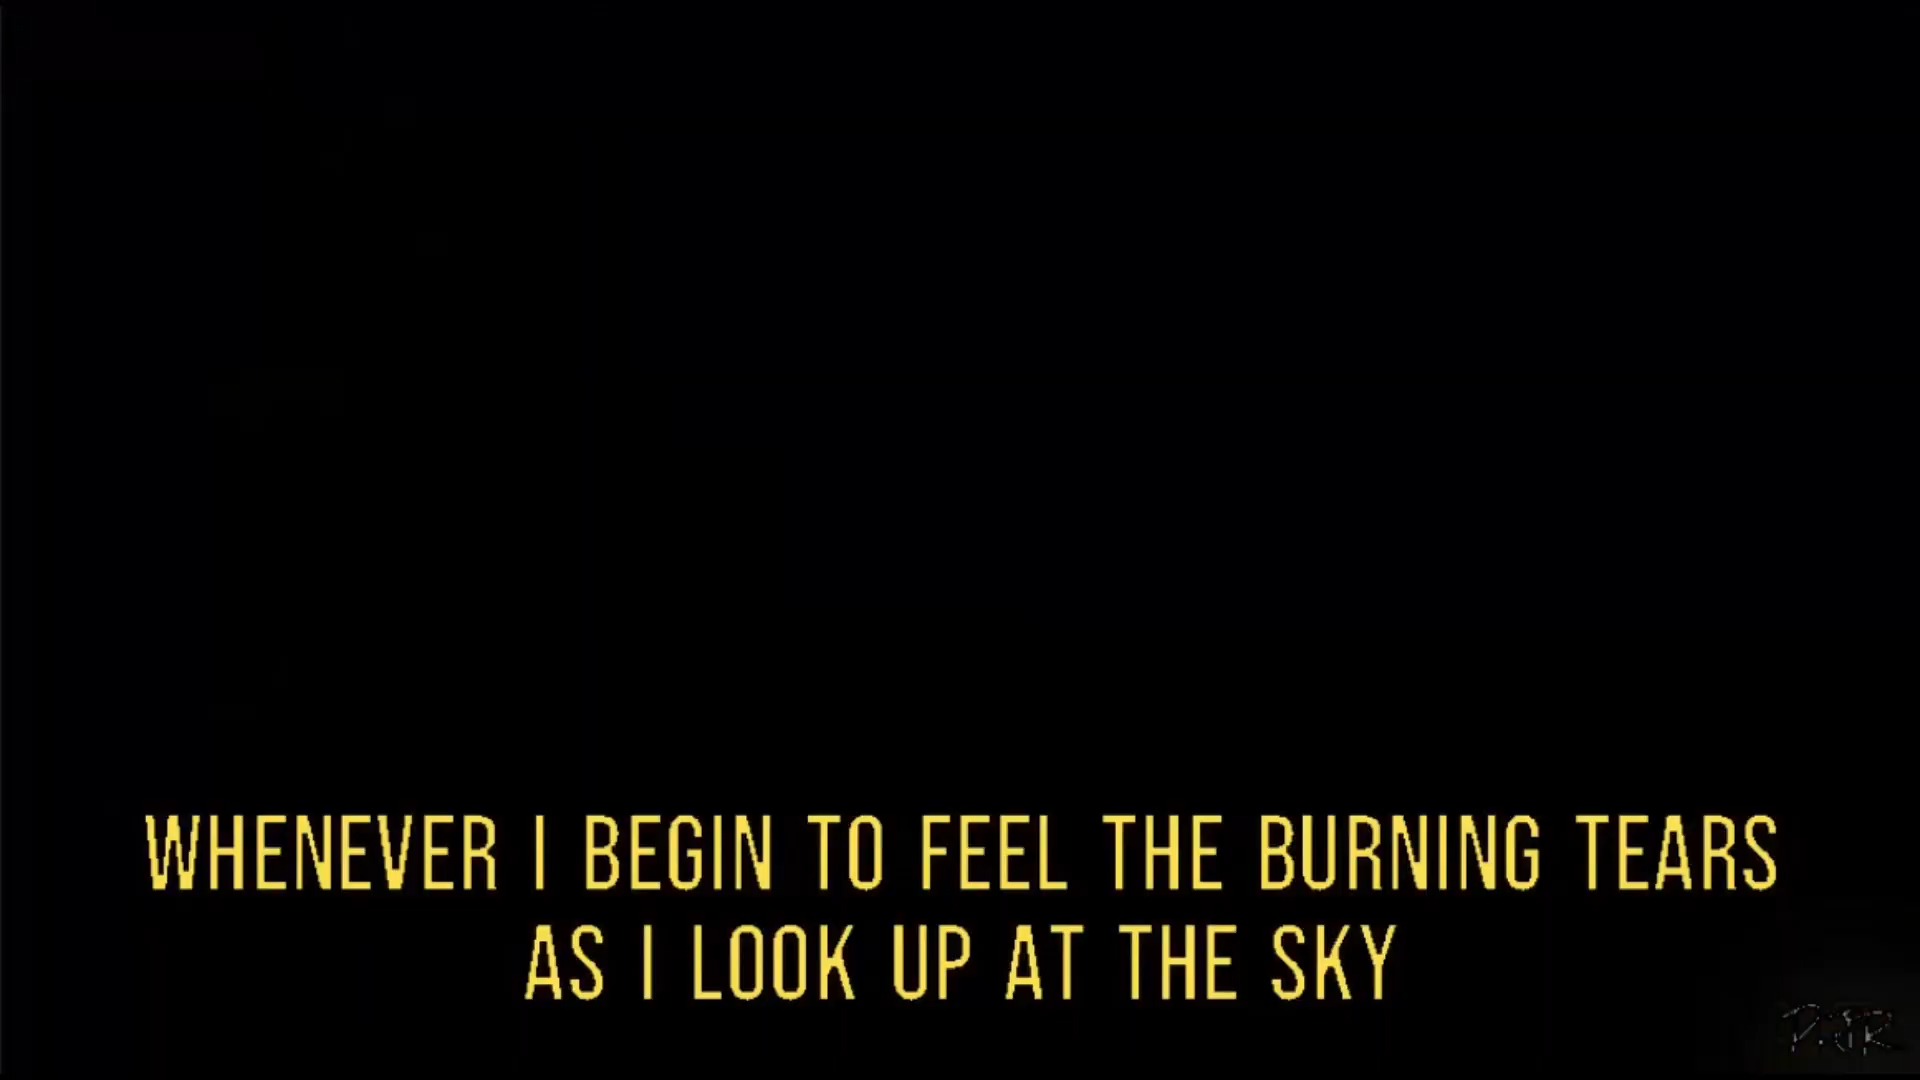 WHENEVER I BEGIN TO FEEL THE BURNING TEARS
AS I LOOK UP AT THE SKY